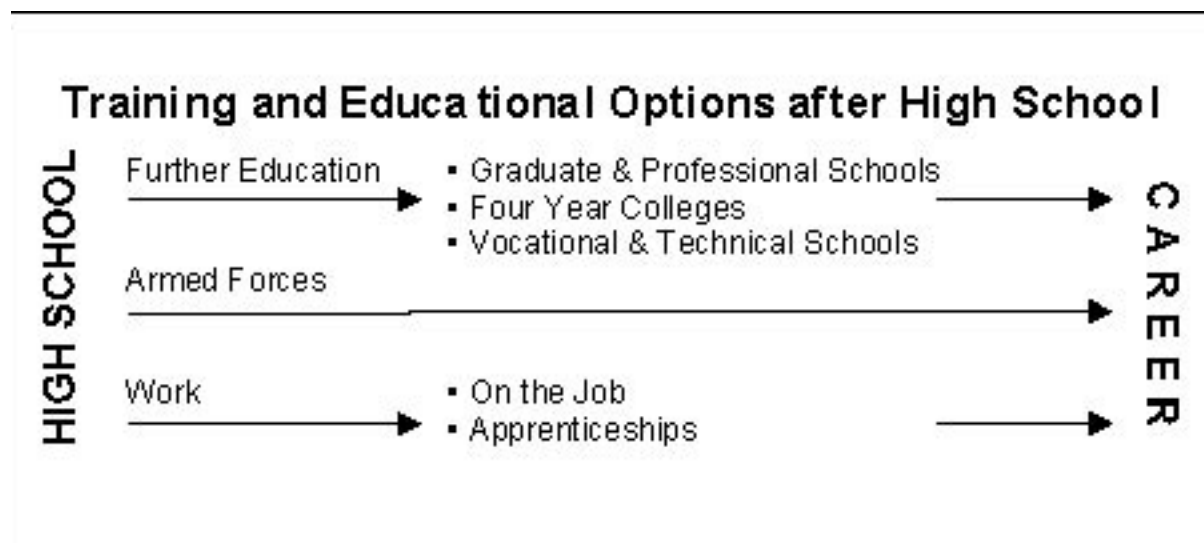 Training and Educational Options after High School
HIGH SCHOOL
Further Education
▪ Graduate & Professional Schools
▪ Four Year Colleges
▪ Vocational & Technical Schools
Armed Forces
Work
▪ On the Job
▪ Apprenticeships
CAREER